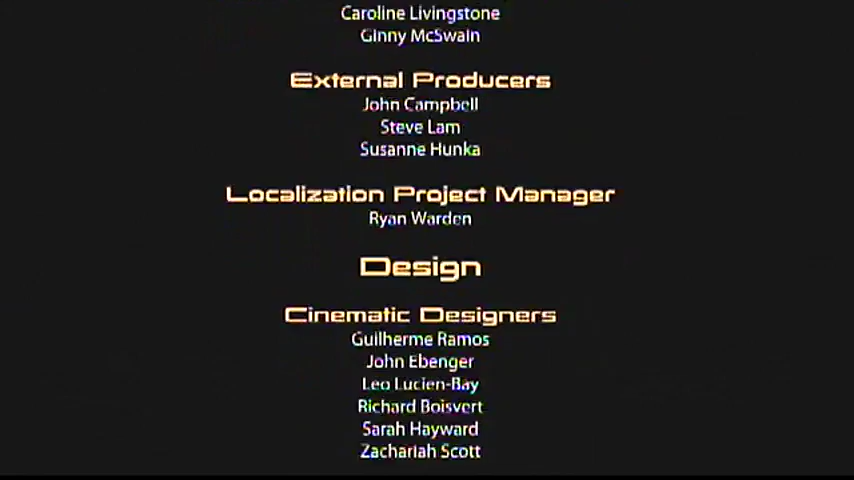 Caroline Livingstone
Ginny McSwain
External Producers
John Campbell
Steve Lam
Susanne Hunka
Localization Project Manager
Ryan Warden
Design
Cinematic Designers
Guilherme Ramos
John Ebenger
Leo Lucien-Bay
Richard Boisvert
Sarah Hayward
Zachariah Scott